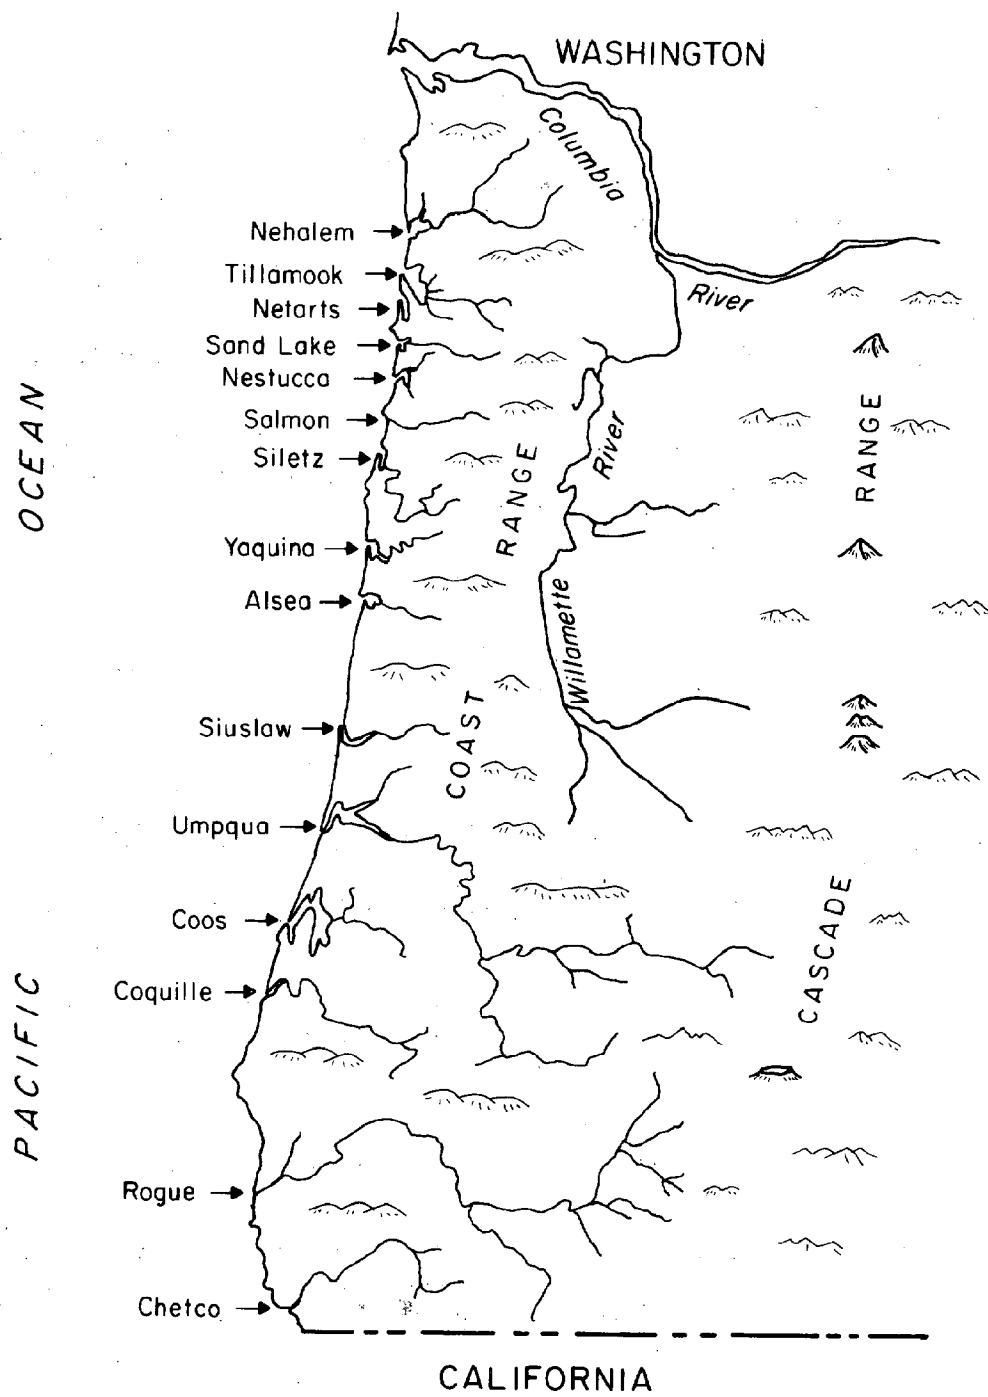 WASHINGTON
Columbia
River
Nehalem
Tillamook
Netarts
Sand Lake
Nestucca
Salmon
Siletz
Yaquina
Alsea
Siuslaw
Umpqua
Coos
Coquille
Rogue
Chetco
PACIFIC OCEAN
COAST RANGE
Willamette River
CASCADE RANGE
CALIFORNIA